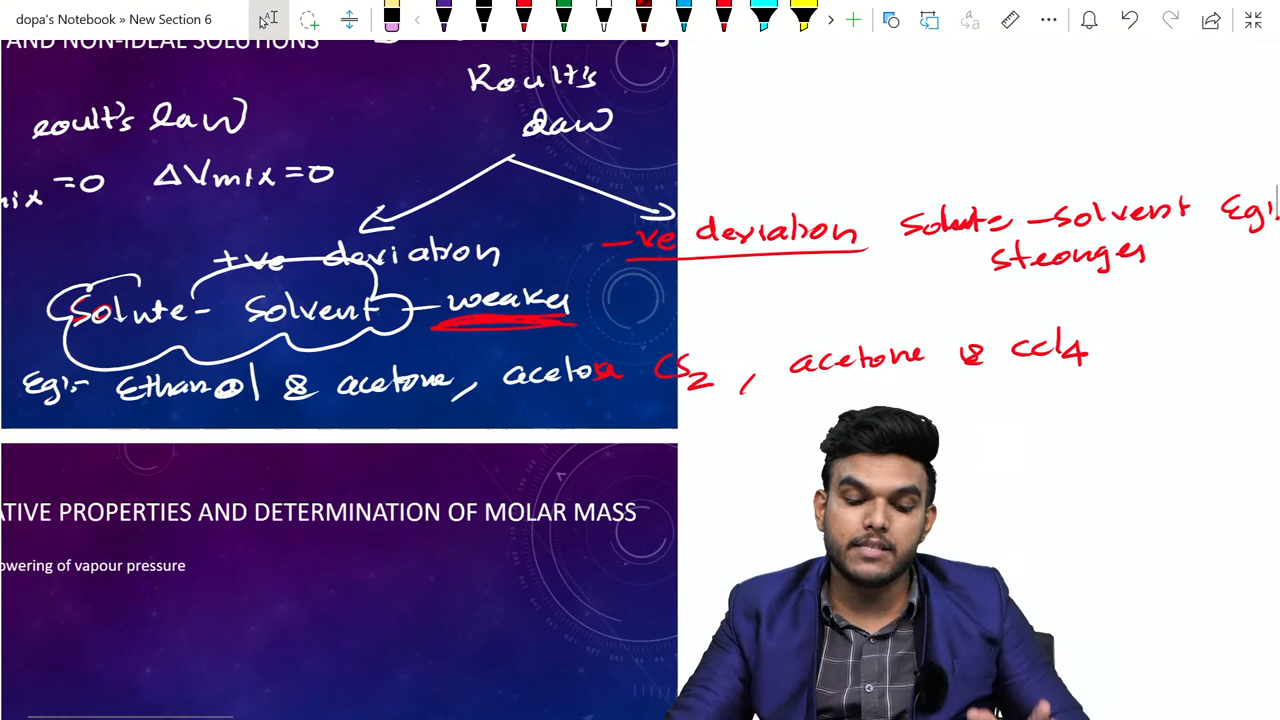 dopa's Notebook » New Section 6
AND NON-IDEAL SOLUTIONS
Roult's
Law
eoult's law
mix =0 ΔVmix=0
+ve deviation
-ve deviation Solute -Solvent Eg:
stronger
Solute - Solvent - weaker
Eg:- Ethanol & acetone, acetone CS2, acetone & CCl4
ATIVE PROPERTIES AND DETERMINATION OF MOLAR MASS
owering of vapour pressure